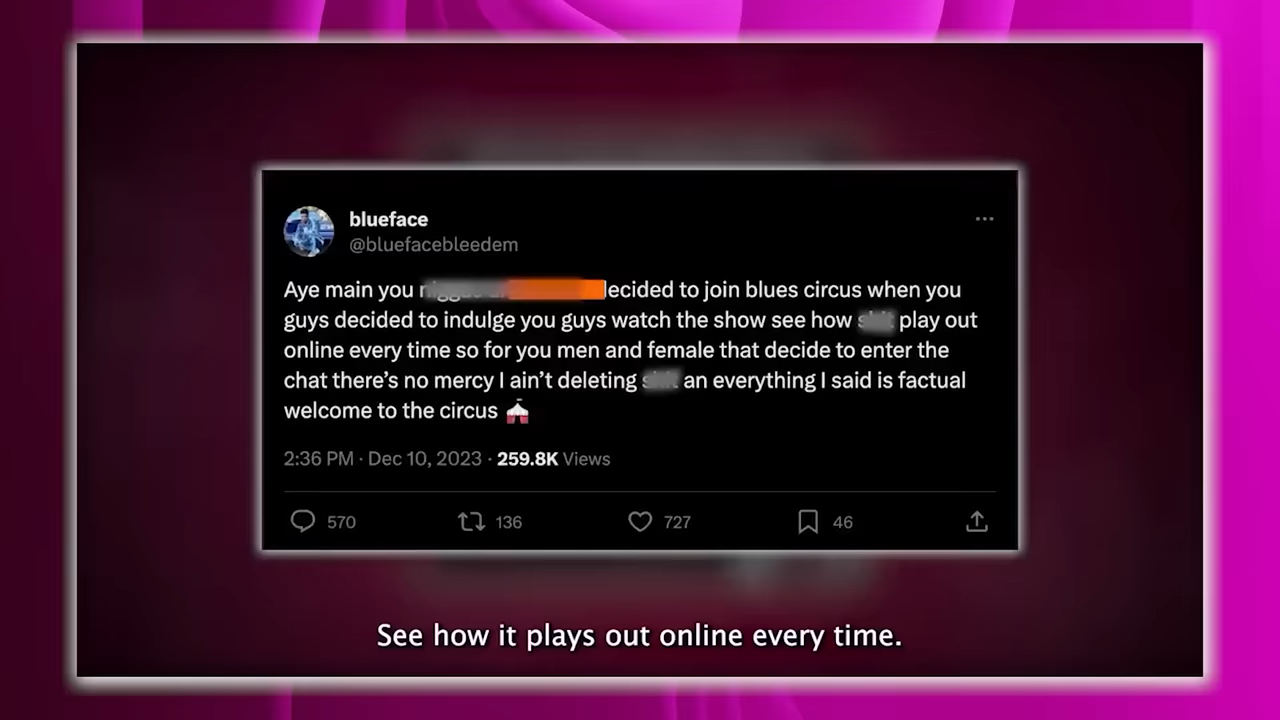 blueface
@bluefacebleedem
Aye main you decided to join blues circus when you
guys decided to indulge you guys watch the show see how play out
online every time so for you men and female that decide to enter the
chat there's no mercy I ain't deleting an everything I said is factual
welcome to the circus 🎪
2:36 PM · Dec 10, 2023 · 259.8K Views
570 136 727 46
See how it plays out online every time.